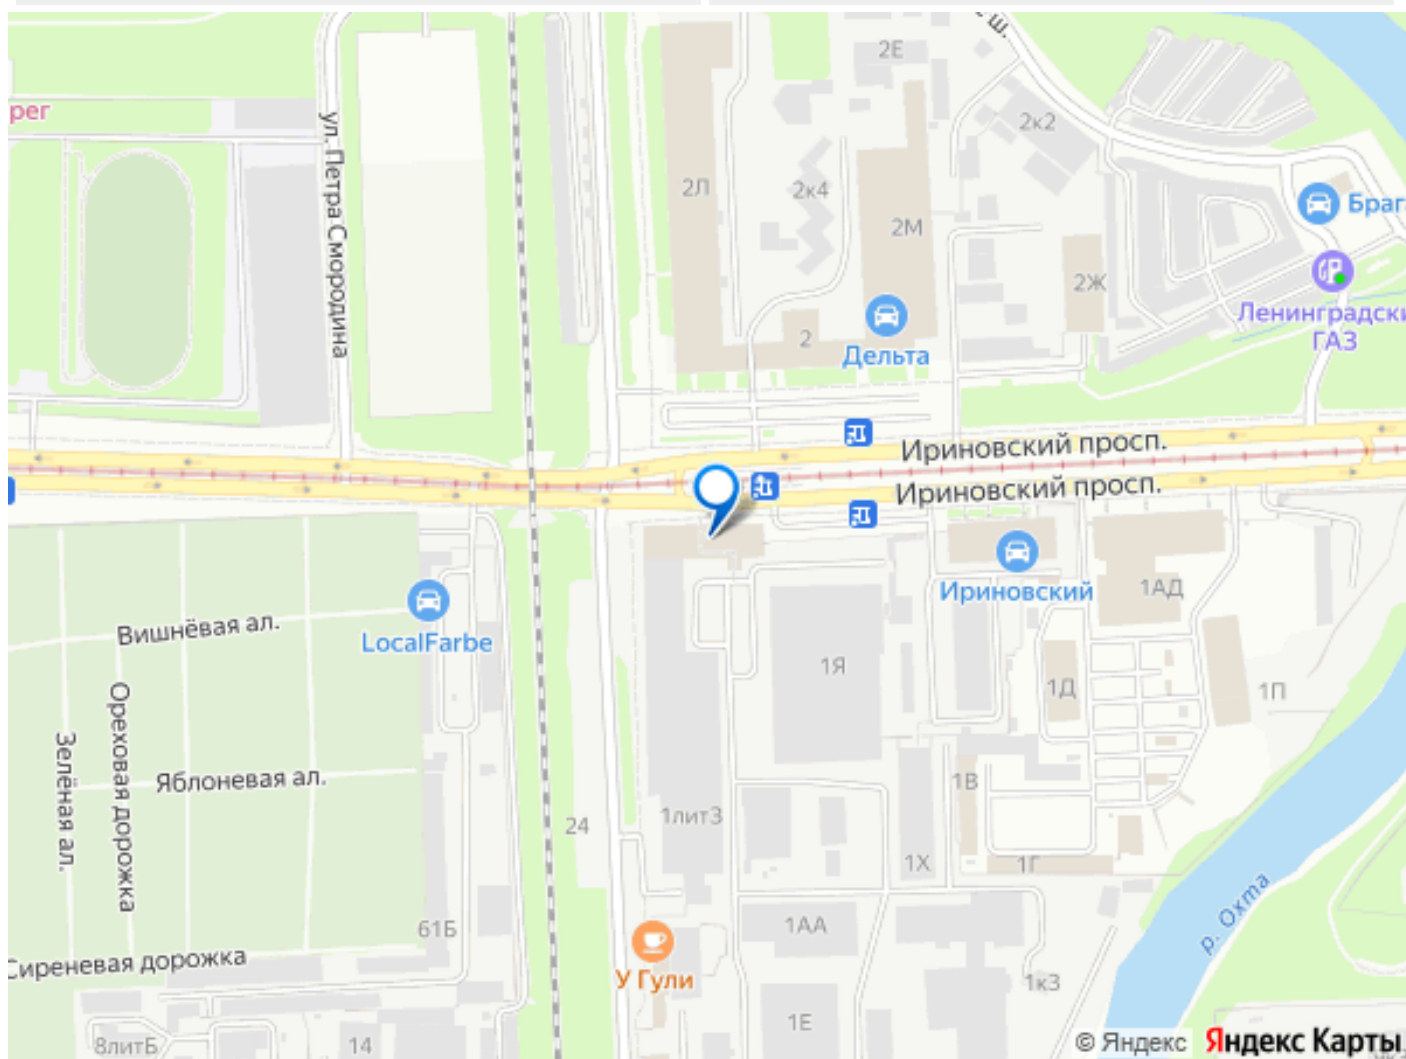 ш.
2Е
рег
2к2
ул. Петра Смородина
2Л
2к4
Брага
2М
2Ж
Ленинградски
ГАЗ
2
Дельта
Ириновский просп.
Ириновский просп.
Ириновский
1АД
LocalFarbe
Вишнёвая ал.
1Я
1Д
1П
Ореховая дорожка
Зелёная ал.
Яблоневая ал.
1В
24
1литЗ
1Х
1Г
61Б
1АА
р. Охта
Сиреневая дорожка
У Гули
1к3
1Е
8литБ
14
© Яндекс Яндекс Карты